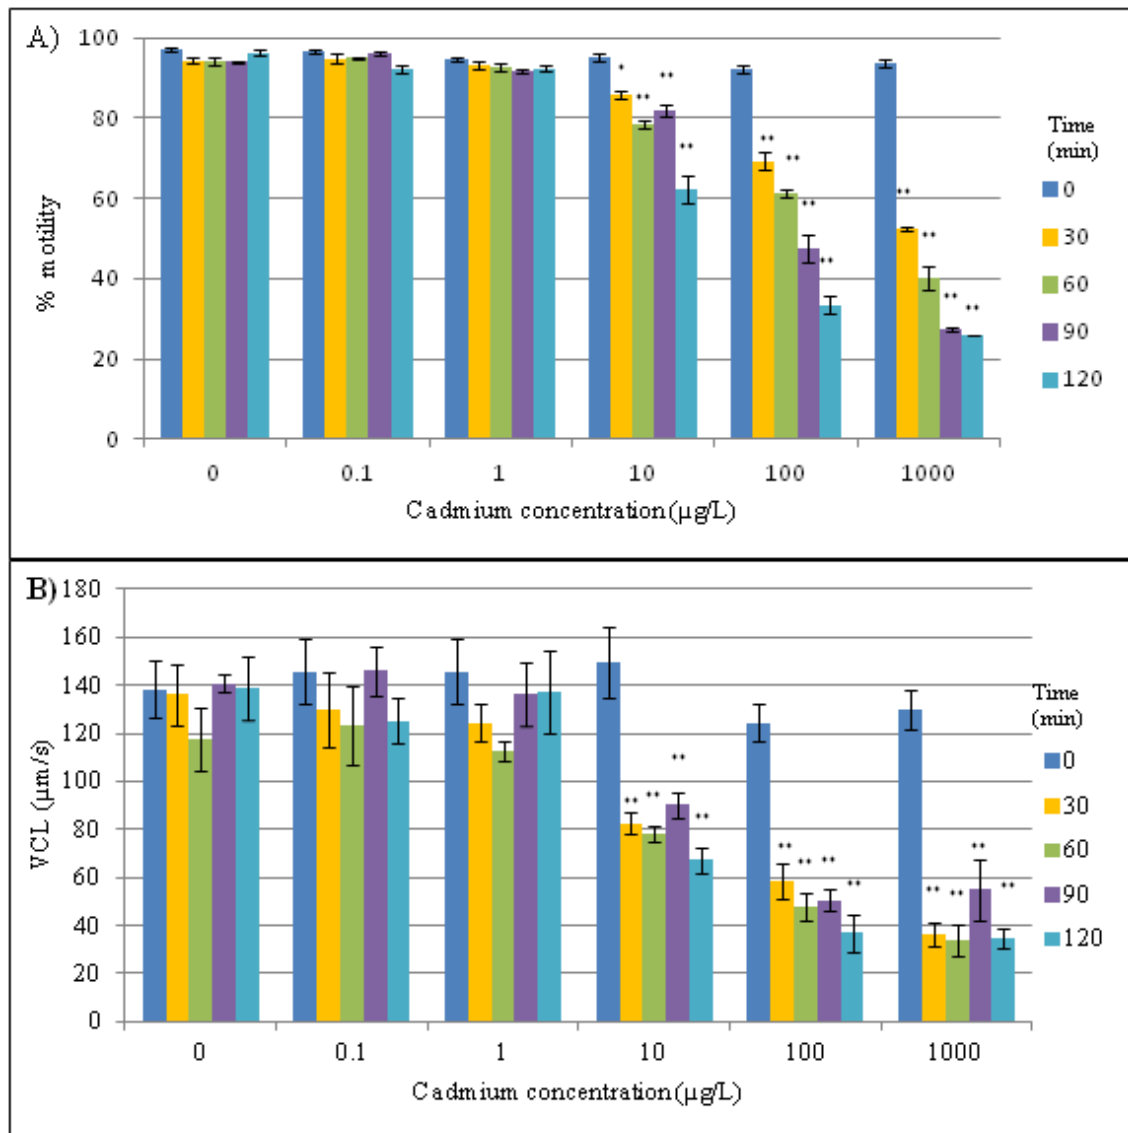 A)
100
80
60
40
20
0
% motility
* ** ** **
** ** ** **
** ** ** **
0 0.1 1 10 100 1000
Cadmium concentration(µg/L)
Time
(min)
0
30
60
90
120
B)
180
160
140
120
100
80
60
40
20
0
VCL (µm/s)
** ** ** **
** ** ** **
** ** ** **
0 0.1 1 10 100 1000
Cadmium concentration(µg/L)
Time
(min)
0
30
60
90
120